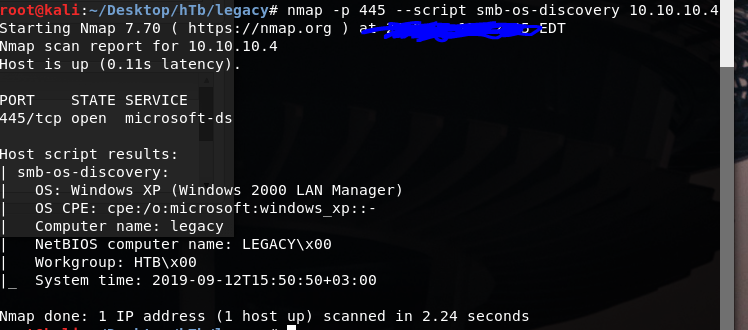 root@kali:~/Desktop/hTb/legacy# nmap -p 445 --script smb-os-discovery 10.10.10.4
Starting Nmap 7.70 ( https://nmap.org ) at EDT
Nmap scan report for 10.10.10.4
Host is up (0.11s latency).
PORT    STATE SERVICE
445/tcp open  microsoft-ds
Host script results:
| smb-os-discovery:
|   OS: Windows XP (Windows 2000 LAN Manager)
|   OS CPE: cpe:/o:microsoft:windows_xp::-
|   Computer name: legacy
|   NetBIOS computer name: LEGACY\x00
|   Workgroup: HTB\x00
|_  System time: 2019-09-12T15:50:50+03:00
Nmap done: 1 IP address (1 host up) scanned in 2.24 seconds